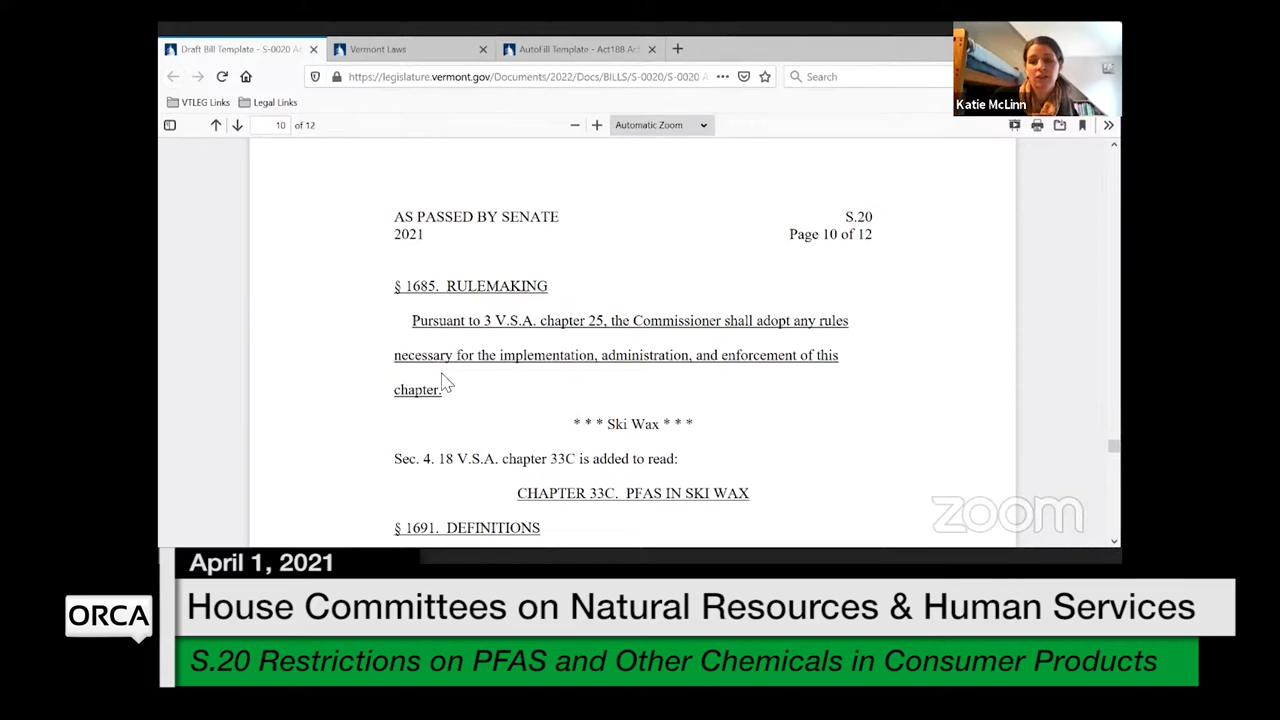 Draft Bill Template - S-0020 A
Vermont Laws
AutoFill Template - Act188 Ac
https://legislature.vermont.gov/Documents/2022/Docs/BILLS/S-0020/S-0020 A
Search
VTLEG Links
Legal Links
10 of 12
Automatic Zoom
Katie McLinn
AS PASSED BY SENATE S.20
2021 Page 10 of 12
§ 1685. RULEMAKING
Pursuant to 3 V.S.A. chapter 25, the Commissioner shall adopt any rules
necessary for the implementation, administration, and enforcement of this
chapter.
* * * Ski Wax * * *
Sec. 4. 18 V.S.A. chapter 33C is added to read:
CHAPTER 33C. PFAS IN SKI WAX
§ 1691. DEFINITIONS
zoom
April 1, 2021
ORCA
House Committees on Natural Resources & Human Services
S.20 Restrictions on PFAS and Other Chemicals in Consumer Products